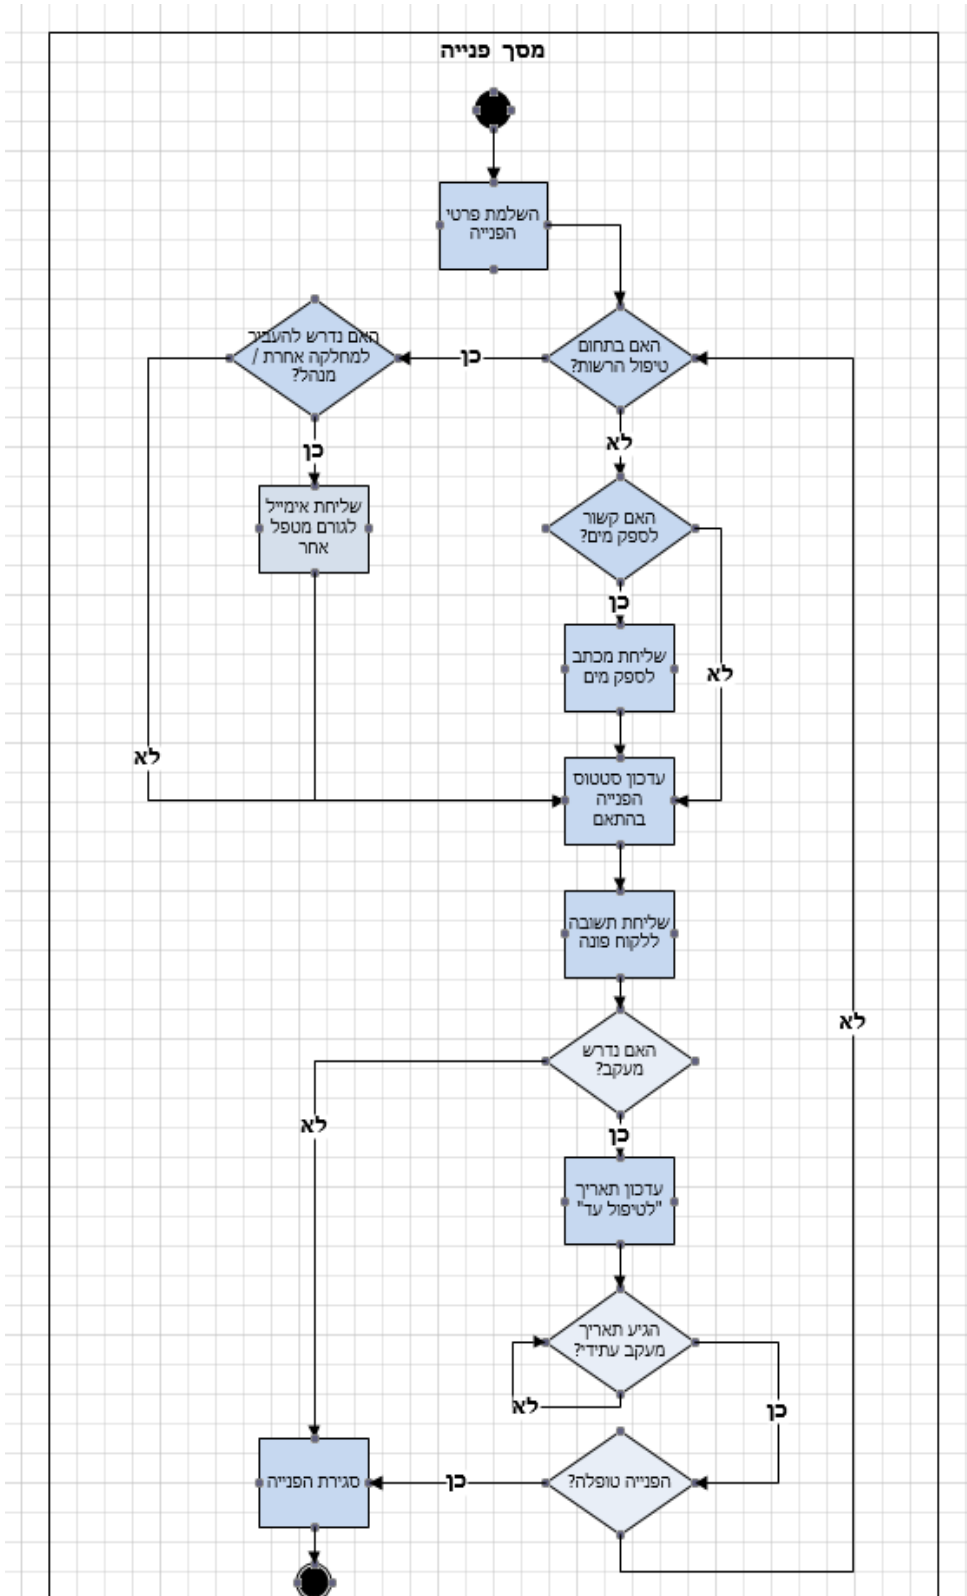 מסך פנייה
השלמת פרטי
הפנייה
האם בתחום
טיפול הרשות?
כן
האם נדרש להעביר
למחלקה אחרת /
מנהל?
לא
כן
האם קשור
לספק מים?
שליחת אימייל
לגורם מטפל
אחר
כן
שליחת מכתב
לספק מים
לא
לא
עדכון סטטוס
הפנייה
בהתאם
שליחת תשובה
ללקוח פונה
לא
האם נדרש
מעקב?
לא
כן
עדכון תאריך
"לטיפול עד"
הגיע תאריך
מעקב עתידי?
לא
כן
הפנייה טופלה?
כן
סגירת הפנייה